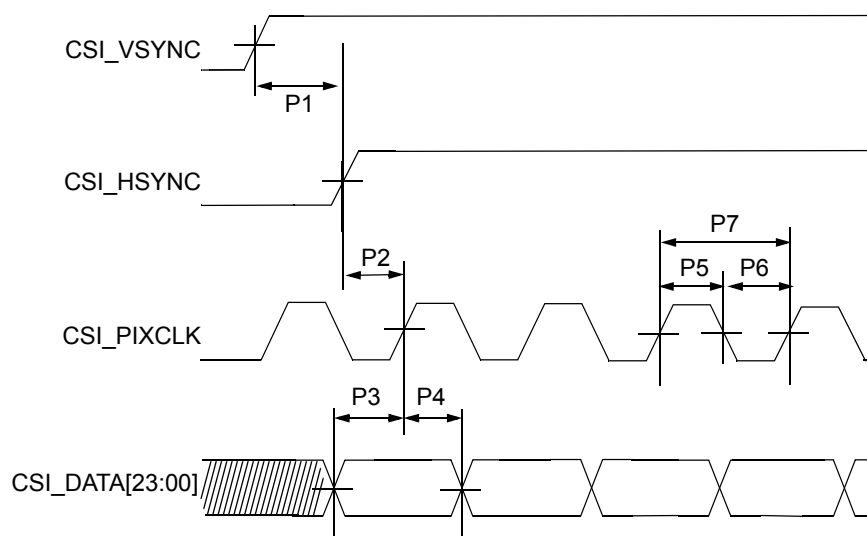 CSI_VSYNC
P1
CSI_HSYNC
P7
P2
P5
P6
CSI_PIXCLK
P3
P4
CSI_DATA[23:00]